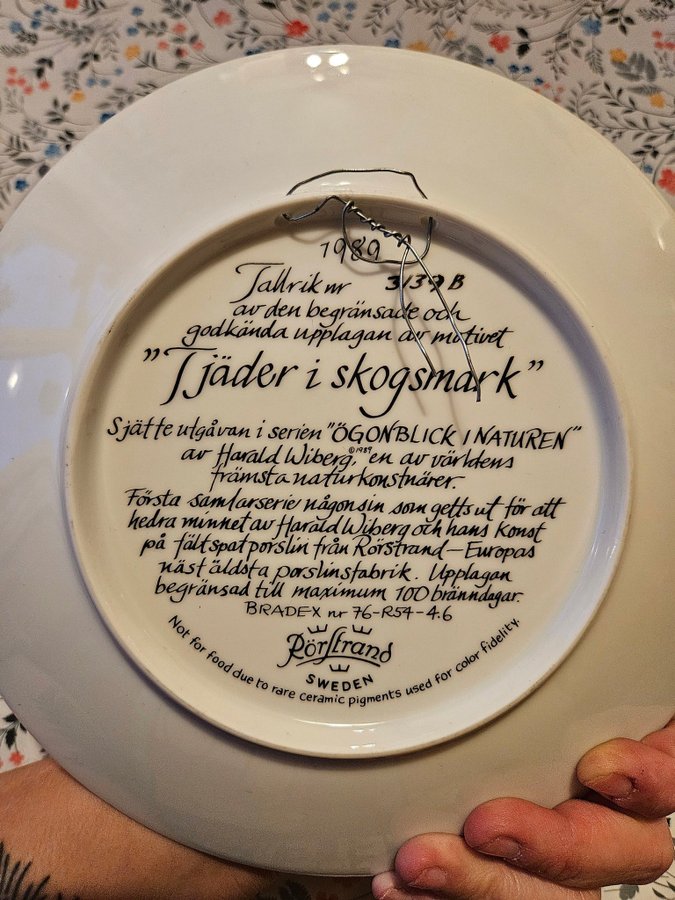 1989
Tallrik nr 3139 B
av den begränsade och
godkända upplagan av motivet
"Tjäder i skogsmark"
Sjätte utgåvan i serien "ÖGONBLICK I NATUREN"
av Harald Wiberg, ©1989 en av världens
främsta naturkonstnärer.
Första samlarserie någonsin som getts ut för att
hedra minnet av Harald Wiberg och hans konst
på fältspatporslin från Rörstrand—Europas
näst äldsta porslinsfabrik. Upplagan
begränsad till maximum 100 bränndagar.
BRADEX nr 76-R54-4.6
Rörstrand
SWEDEN
Not for food due to rare ceramic pigments used for color fidelity.